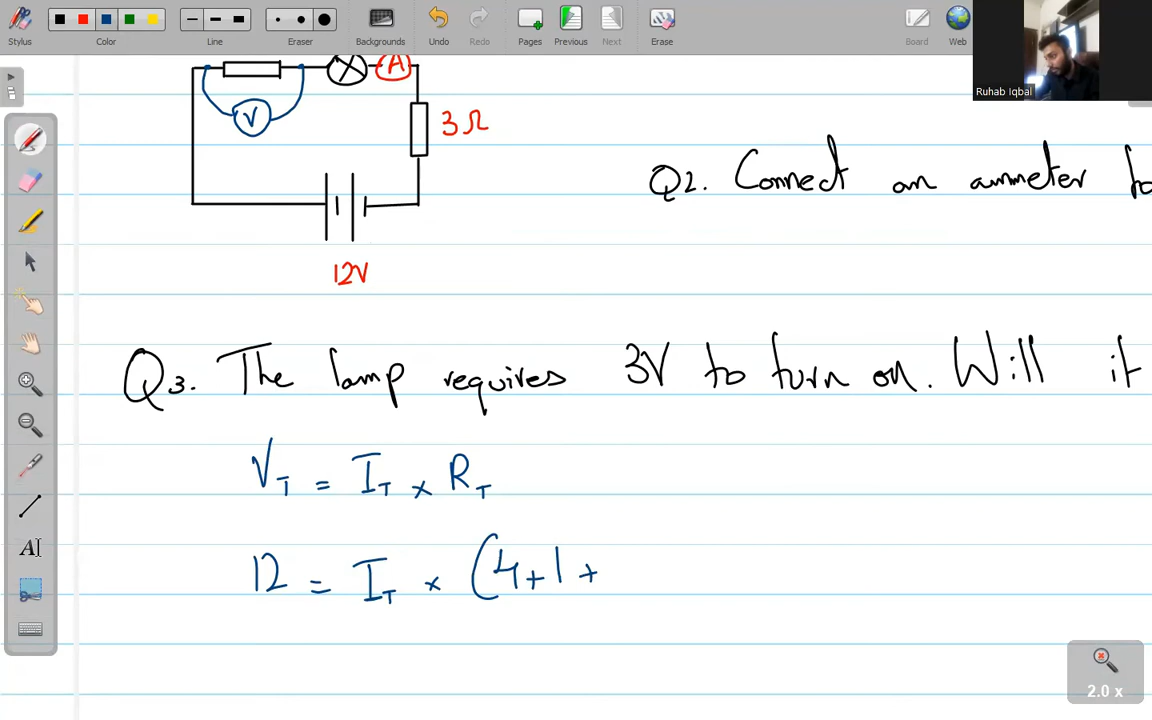 Stylus
Color
Line
Eraser
Backgrounds
Undo
Redo
Pages
Previous
Next
Erase
Board
Web
Ruhab Iqbal
A
V
3Ω
12V
Q2. Connect an ammeter to
Q3. The lamp requires 3V to turn on. Will it
V_T = I_T × R_T
12 = I_T × (4+1+
A
2.0 x